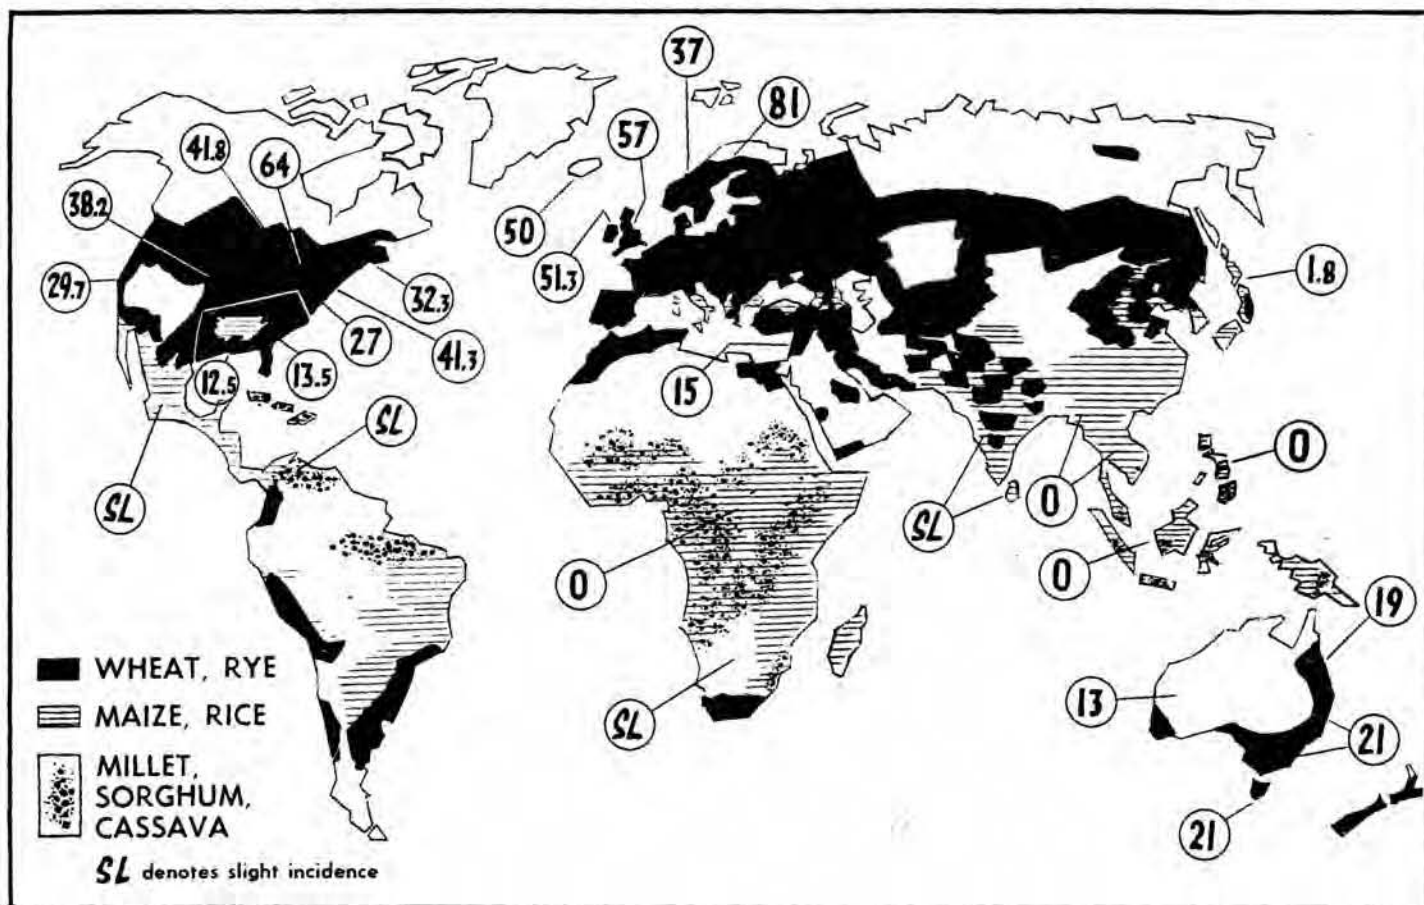 37
81
57
41.8
64
38.2
50
51.3
29.7
32.3
1.8
27
41.3
12.5
13.5
15
SL
SL
0
SL
0
0
0
19
SL
13
21
21
WHEAT, RYE
MAIZE, RICE
MILLET,
SORGHUM,
CASSAVA
SL denotes slight incidence